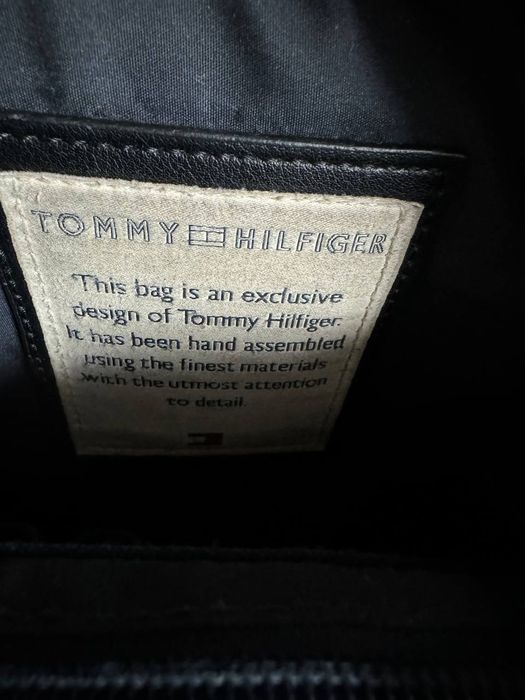 TOMMY HILFIGER
This bag is an exclusive
design of Tommy Hilfiger.
It has been hand assembled
using the finest materials
with the utmost attention
to detail.